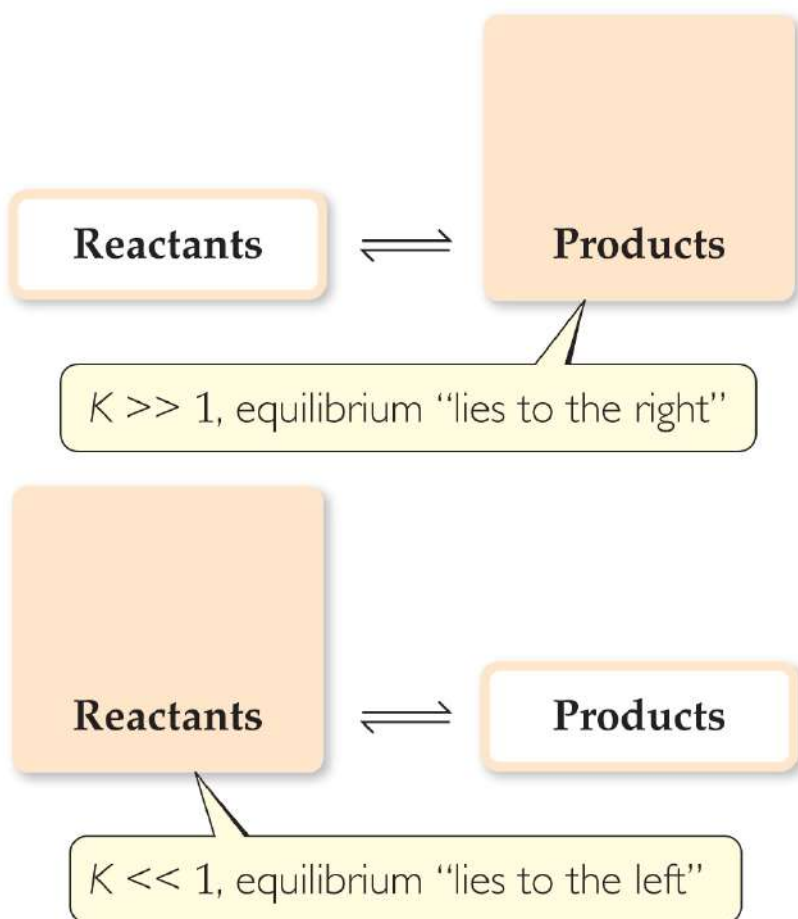 Reactants ⇌ Products
K >> 1, equilibrium “lies to the right”
Reactants ⇌ Products
K << 1, equilibrium “lies to the left”